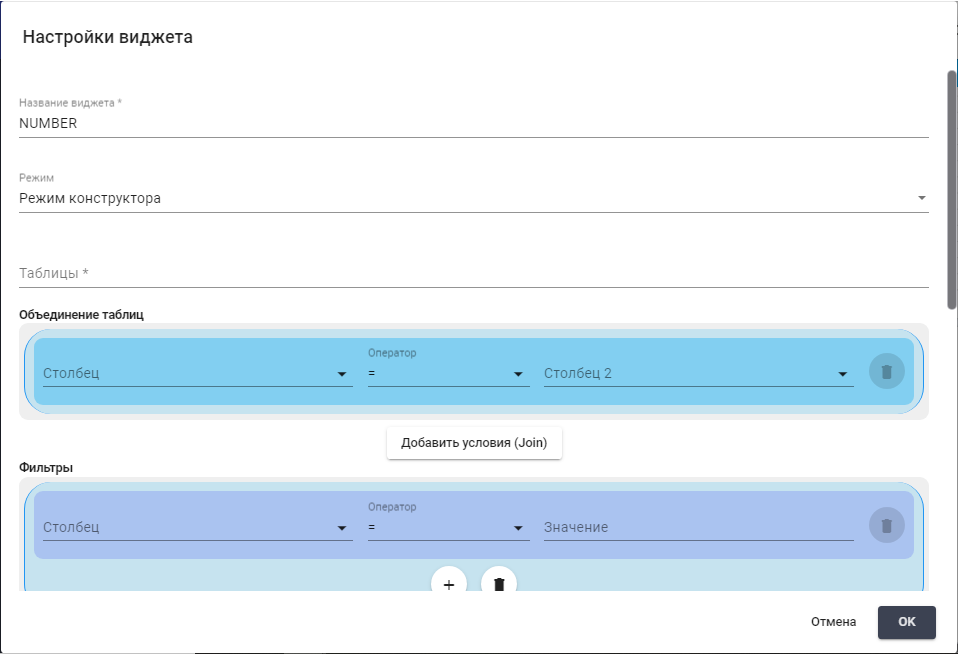 Настройки виджета
Название виджета *
NUMBER
Режим
Режим конструктора
Таблицы *
Объединение таблиц
Столбец
Оператор
=
Столбец 2
Добавить условия (Join)
Фильтры
Столбец
Оператор
=
Значение
+
Отмена
OK